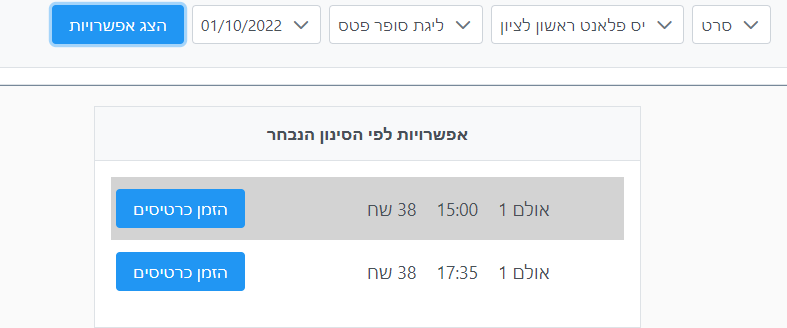 סרט יס פלאנט ראשון לציון ליגת סופר פטס 01/10/2022 הצג אפשרויות
אפשרויות לפי הסינון הנבחר
אולם 1 15:00 38 שח הזמן כרטיסים
אולם 1 17:35 38 שח הזמן כרטיסים